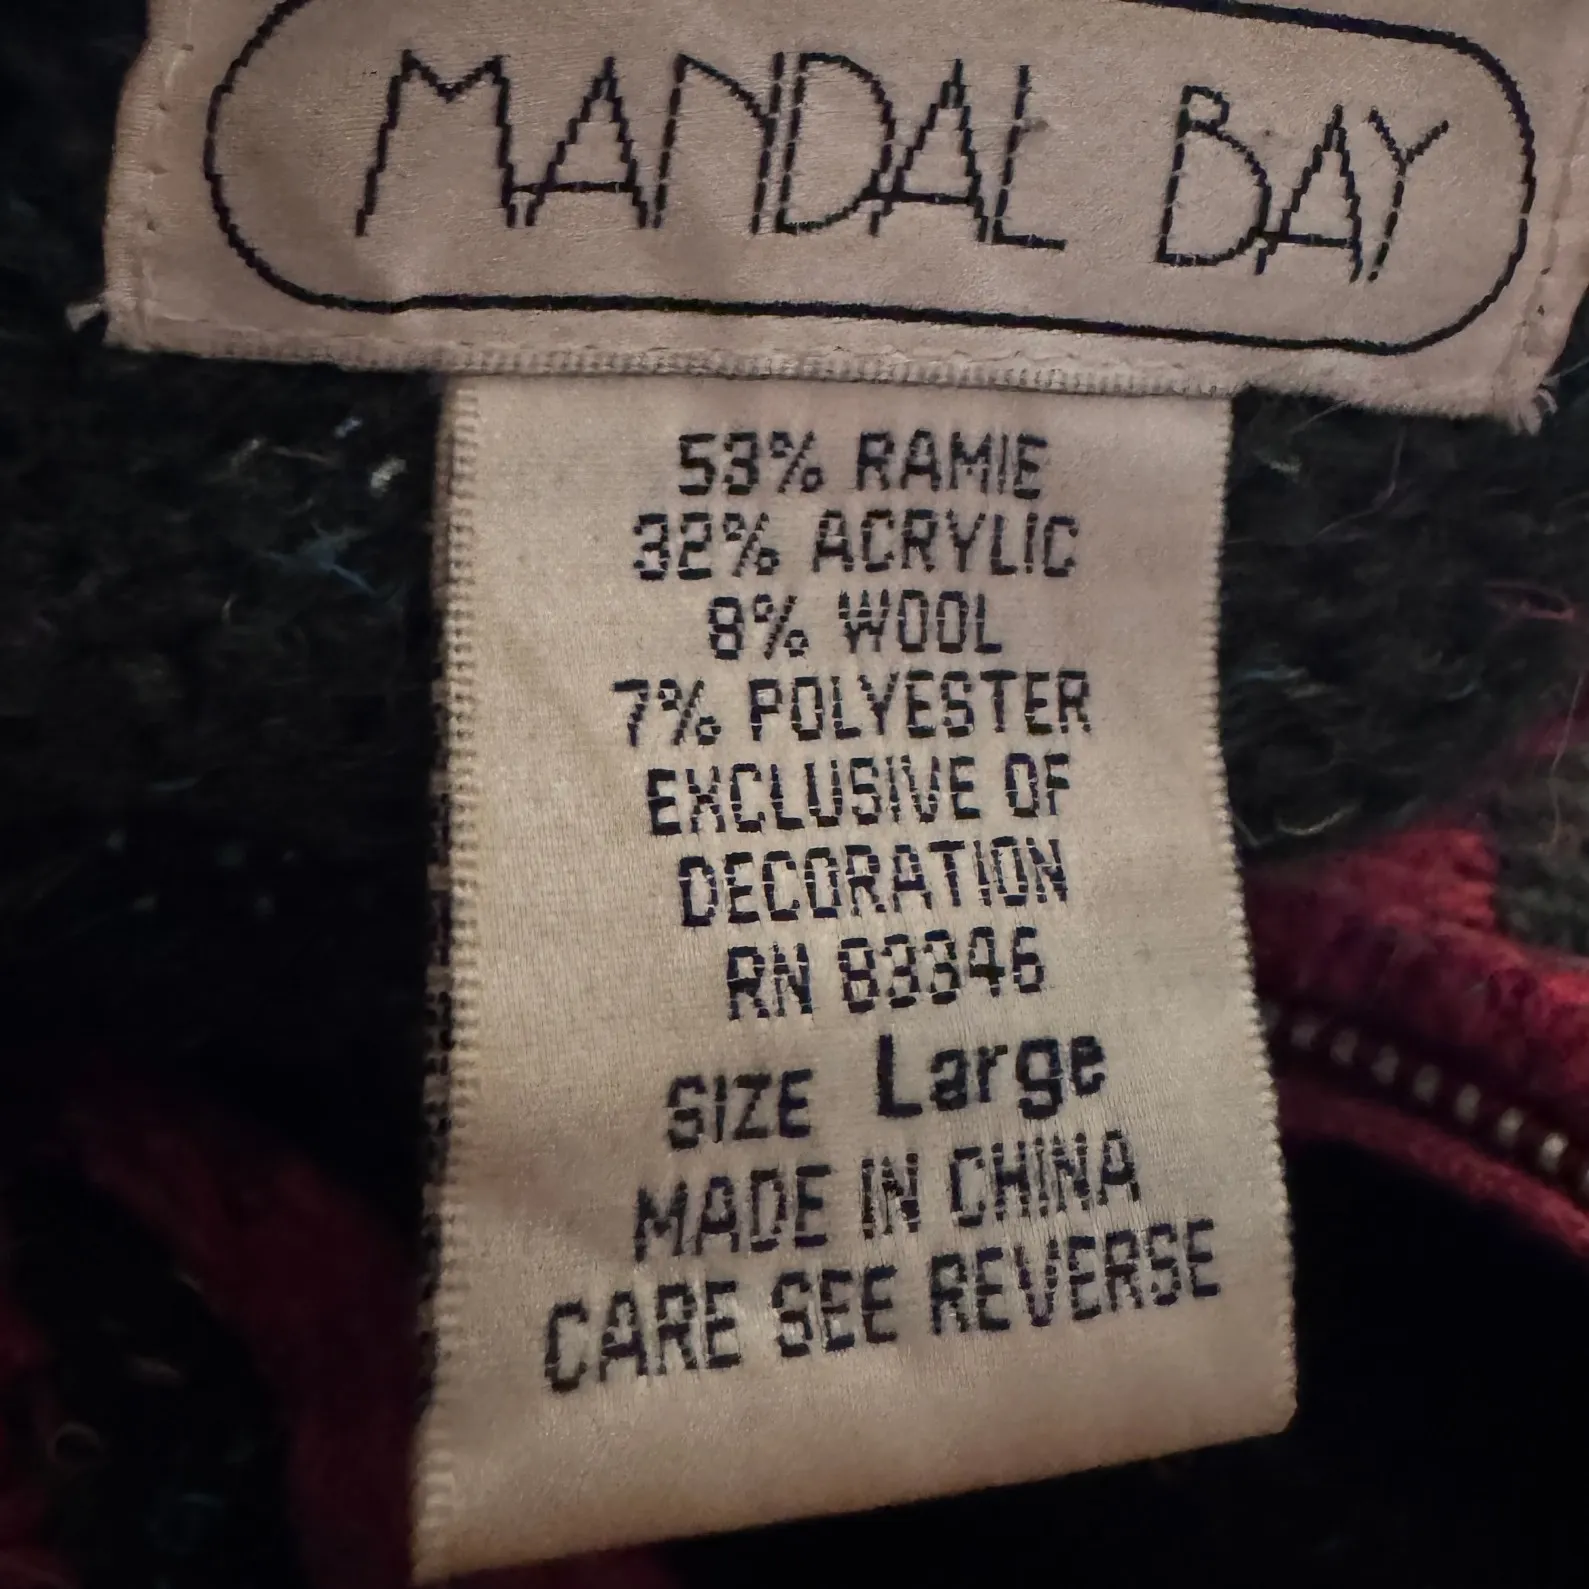 MANDAL BAY
53% RAMIE
32% ACRYLIC
8% WOOL
7% POLYESTER
EXCLUSIVE OF
DECORATION
RN 83346
SIZE Large
MADE IN CHINA
CARE SEE REVERSE